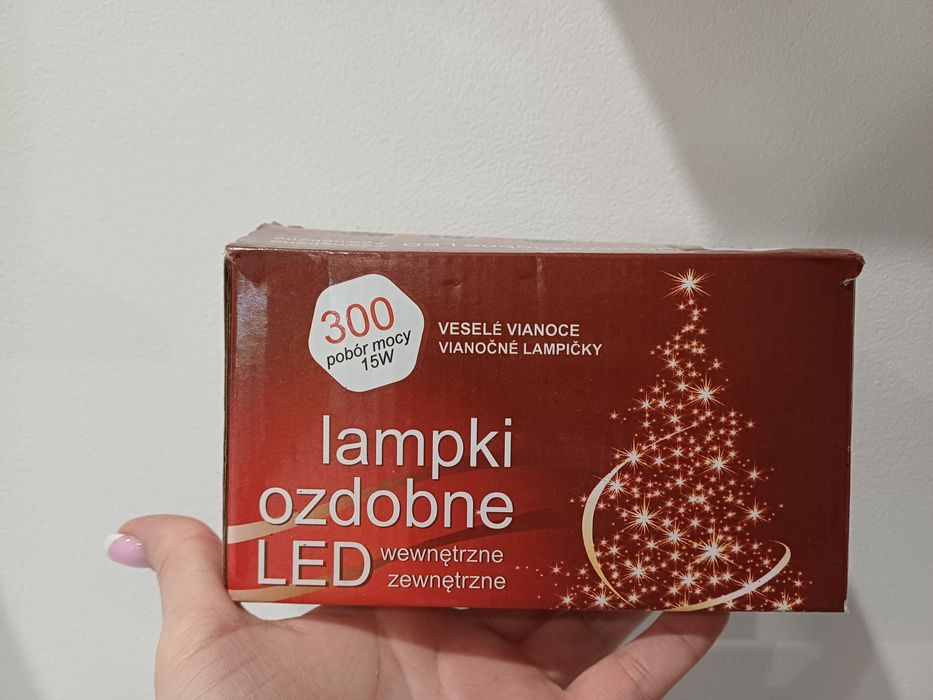 300
pobór mocy
15W
VESELÉ VIANOCE
VIANOČNÉ LAMPIČKY
lampki
ozdobne
LED
wewnętrzne
zewnętrzne